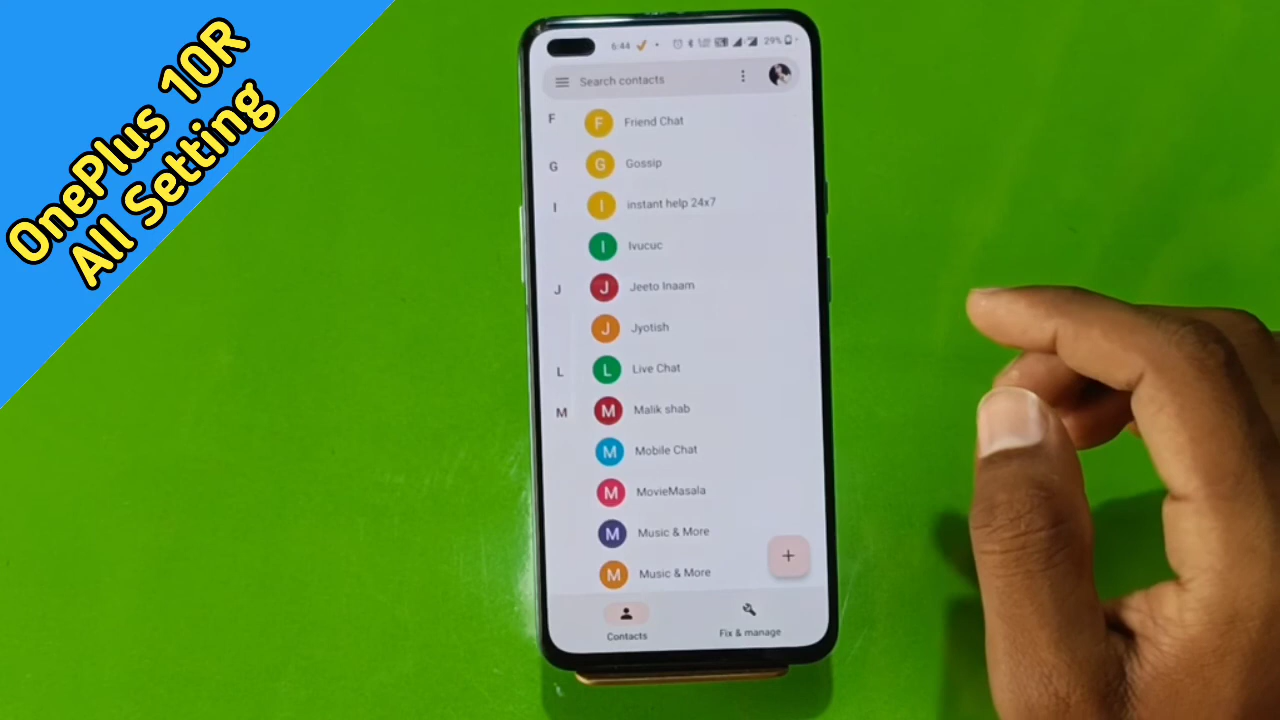 OnePlus 10R
All Setting
6:44
29%
Search contacts
F
F
Friend Chat
G
G
Gossip
I
I
instant help 24x7
I
Ivucuc
J
J
Jeeto Inaam
J
Jyotish
L
L
Live Chat
M
M
Malik shab
M
Mobile Chat
M
MovieMasala
M
Music & More
M
Music & More
+
Contacts
Fix & manage